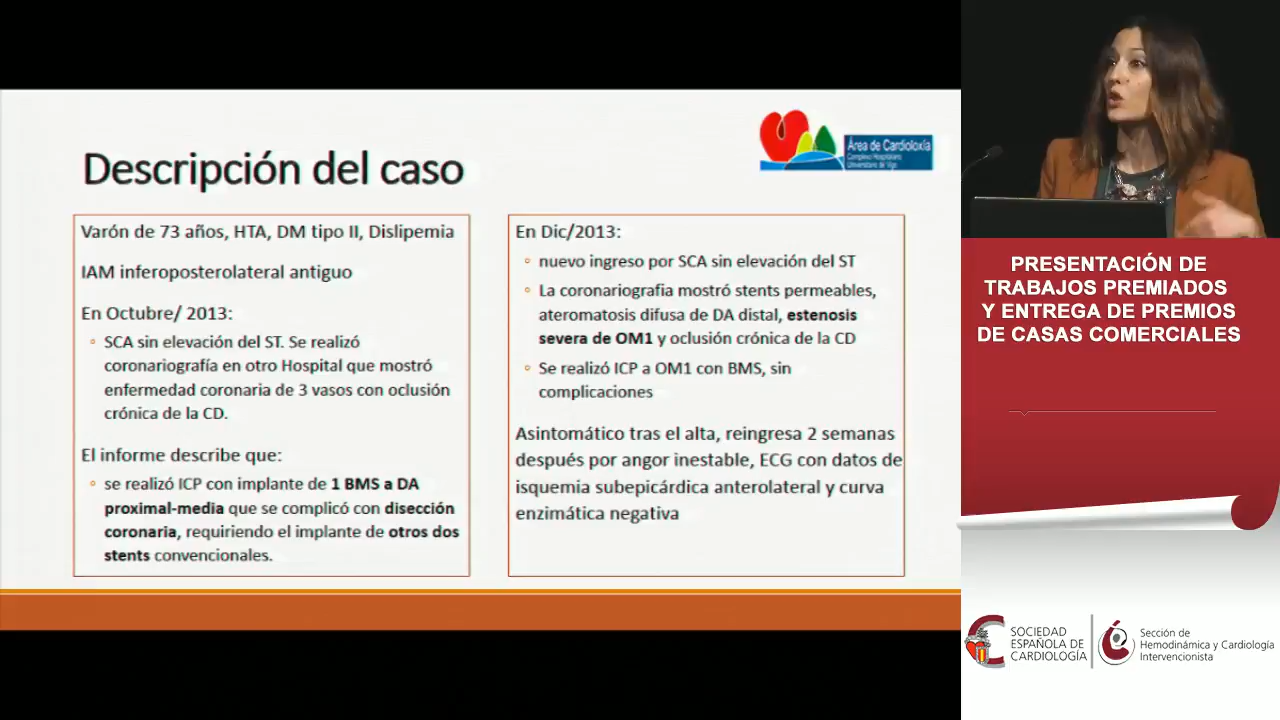 Descripción del caso
Área de Cardioloxía
Complexo Hospitalario
Universitario de Vigo
Varón de 73 años, HTA, DM tipo II, Dislipemia
IAM inferoposterolateral antiguo
En Octubre/ 2013:
SCA sin elevación del ST. Se realizó
coronariografía en otro Hospital que mostró
enfermedad coronaria de 3 vasos con oclusión
crónica de la CD.
El informe describe que:
se realizó ICP con implante de 1 BMS a DA
proximal-media que se complicó con disección
coronaria, requiriendo el implante de otros dos
stents convencionales.
En Dic/2013:
nuevo ingreso por SCA sin elevación del ST
La coronariografia mostró stents permeables,
ateromatosis difusa de DA distal, estenosis
severa de OM1 y oclusión crónica de la CD
Se realizó ICP a OM1 con BMS, sin
complicaciones
Asintomático tras el alta, reingresa 2 semanas
después por angor inestable, ECG con datos de
isquemia subepicárdica anterolateral y curva
enzimática negativa
PRESENTACIÓN DE
TRABAJOS PREMIADOS
Y ENTREGA DE PREMIOS
DE CASAS COMERCIALES
SOCIEDAD
ESPAÑOLA DE
CARDIOLOGÍA
Sección de
Hemodinámica y Cardiología
Intervencionista